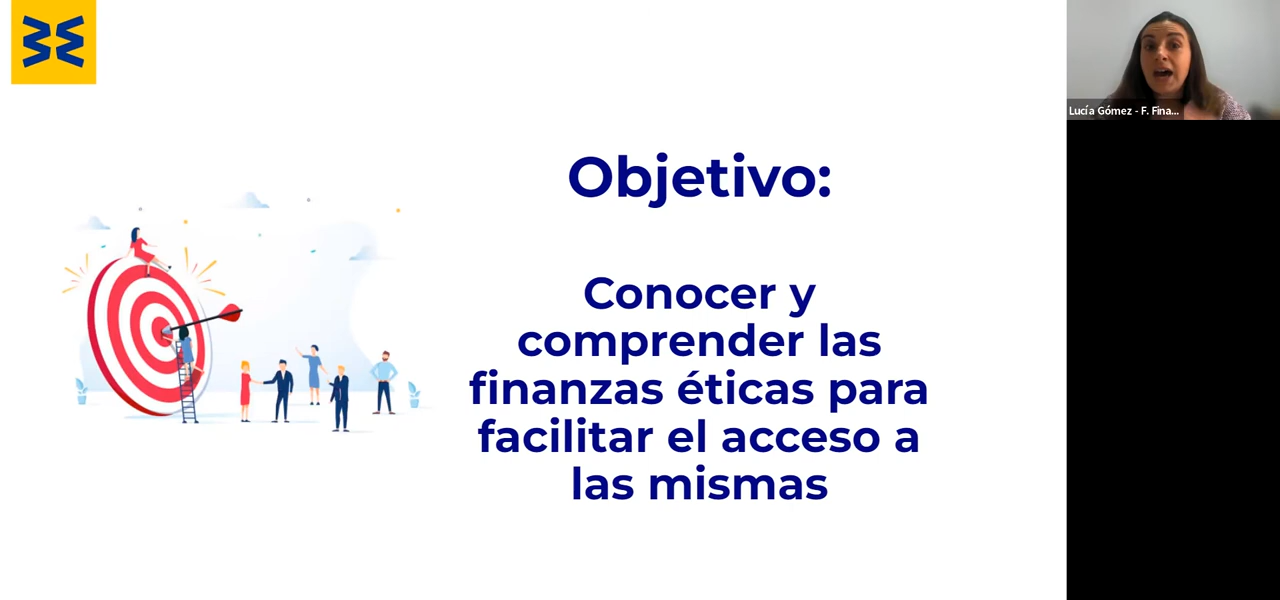 Objetivo:
Conocer y
comprender las
finanzas éticas para
facilitar el acceso a
las mismas
Lucía Gómez - F. Fina...